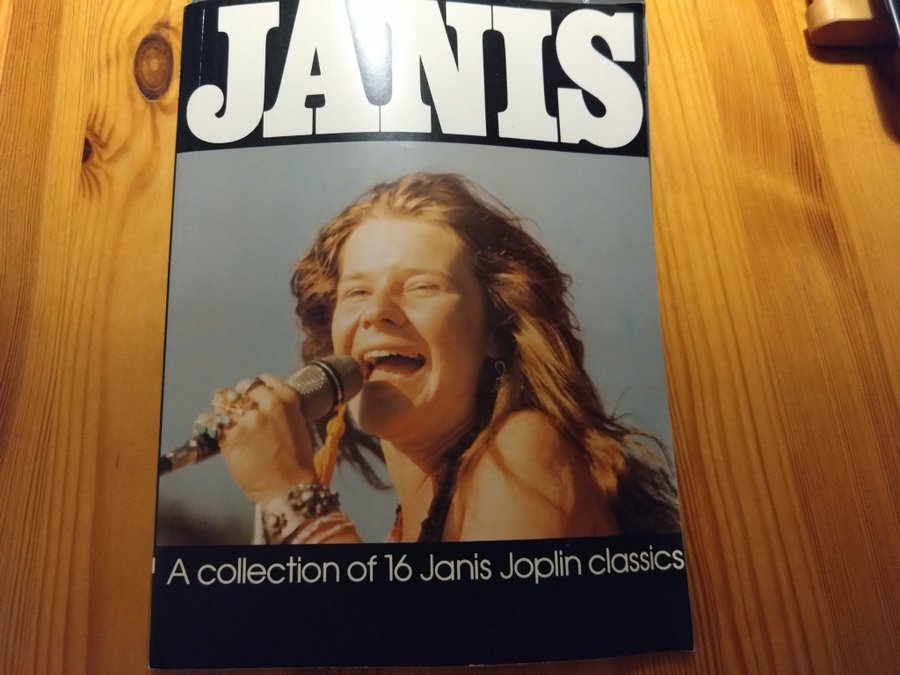 JANIS
A collection of 16 Janis Joplin classics